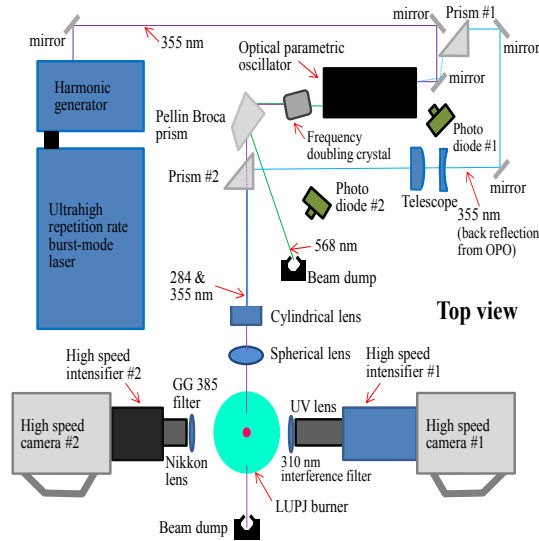 Prism #1
mirror
355 nm
mirror
mirror
Optical parametric
oscillator
Harmonic
generator
mirror
Pellin Broca
prism
Frequency
doubling crystal
Photo
diode #1
Prism #2
mirror
Telescope
Photo
diode #2
355 nm
(back reflection
from OPO)
Ultrahigh
repetition rate
burst-mode
laser
568 nm
Beam dump
284 &
355 nm
Top view
Cylindrical lens
Spherical lens
High speed
intensifier #2
High speed
intensifier #1
GG 385
filter
UV lens
High speed
camera #2
High speed
camera #1
Nikkon
lens
310 nm
interference filter
LUPJ burner
Beam dump